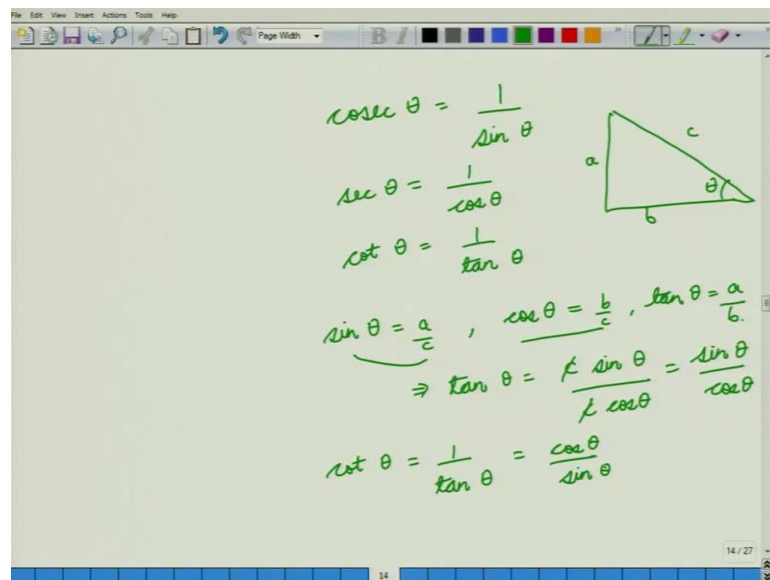 File Edit View Insert Actions Tools Help
Page Width B I
cosec θ = 1/sin θ
sec θ = 1/cos θ
cot θ = 1/tan θ
a
c
θ
b
sin θ = a/c , cos θ = b/c , tan θ = a/b.
⇒ tan θ = c sin θ/c cos θ = sin θ/cos θ
cot θ = 1/tan θ = cos θ/sin θ
14 / 27
14